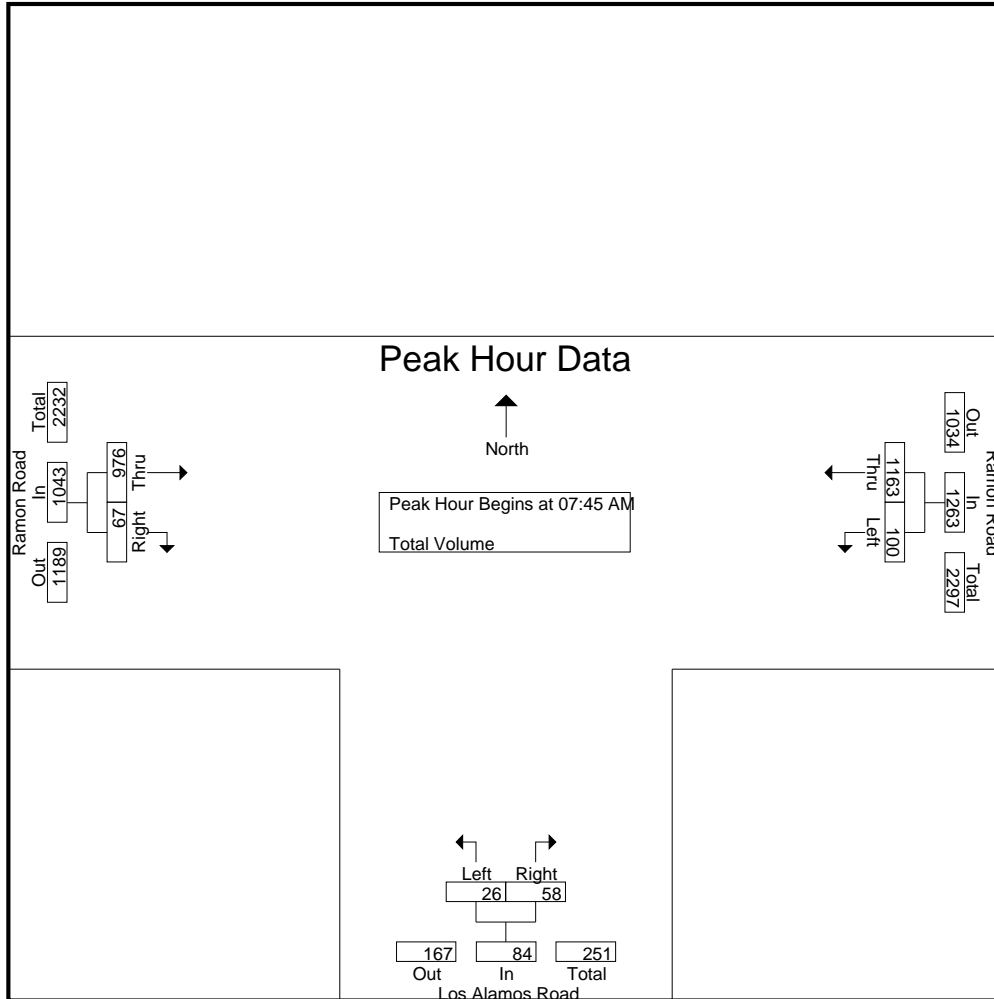 Peak Hour Data
North
Peak Hour Begins at 07:45 AM
Total Volume
Ramon Road
Total
2232
In
1043
Out
1189
976
Thru
67
Right
Ramon Road
Out
1034
In
1263
Total
2297
1163
Thru
100
Left
Left Right
26 58
167 84 251
Out In Total
Los Alamos Road